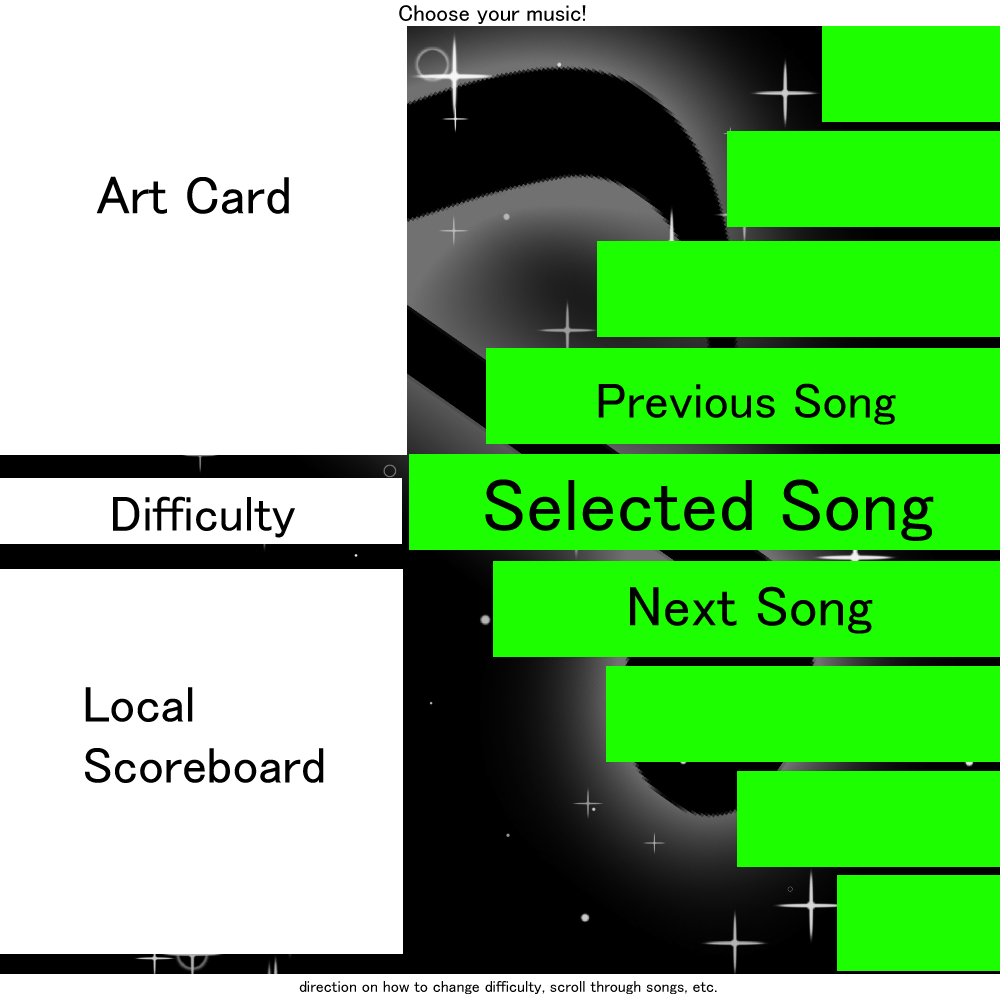 Choose your music!
Art Card
Previous Song
Difficulty
Selected Song
Next Song
Local
Scoreboard
direction on how to change difficulty, scroll through songs, etc.